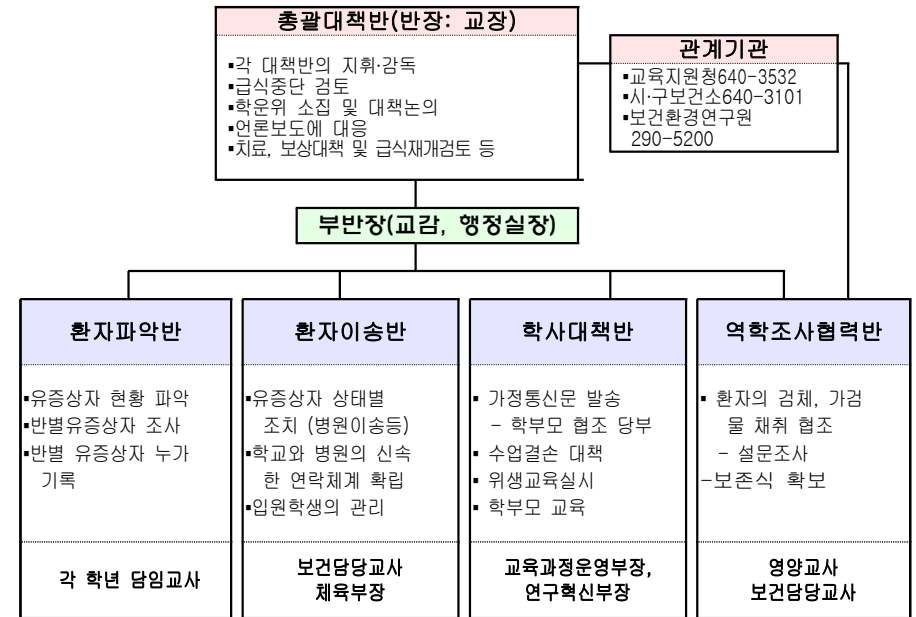 총괄대책반(반장: 교장)
▪각 대책반의 지휘·감독
▪급식중단 검토
▪학운위 소집 및 대책논의
▪언론보도에 대응
▪치료, 보상대책 및 급식재개검토 등
관계기관
▪교육지원청640-3532
▪시·구보건소640-3101
▪보건환경연구원
290-5200
부반장(교감, 행정실장)
환자파악반
▪유증상자 현황 파악
▪반별유증상자 조사
▪반별 유증상자 누가
기록
각 학년 담임교사
환자이송반
▪유증상자 상태별
조치 (병원이송등)
▪학교와 병원의 신속
한 연락체계 확립
▪입원학생의 관리
보건담당교사
체육부장
학사대책반
▪ 가정통신문 발송
- 학부모 협조 당부
▪ 수업결손 대책
▪ 위생교육실시
▪ 학부모 교육
교육과정운영부장,
연구혁신부장
역학조사협력반
▪ 환자의 검체, 가검
물 채취 협조
- 설문조사
-보존식 확보
영양교사
보건담당교사